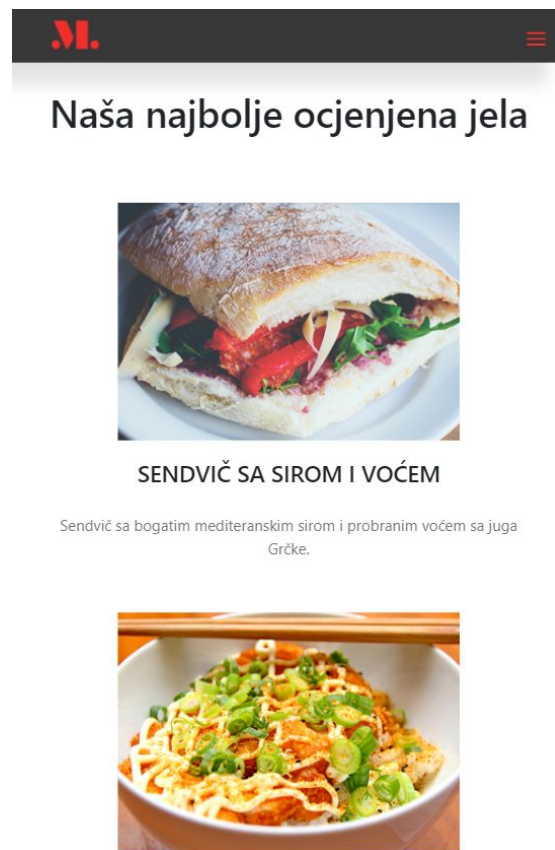 M.
Naša najbolje ocjenjena jela
SENDVIČ SA SIROM I VOĆEM
Sendvič sa bogatim mediteranskim sirom i probranim voćem sa juga
Grčke.